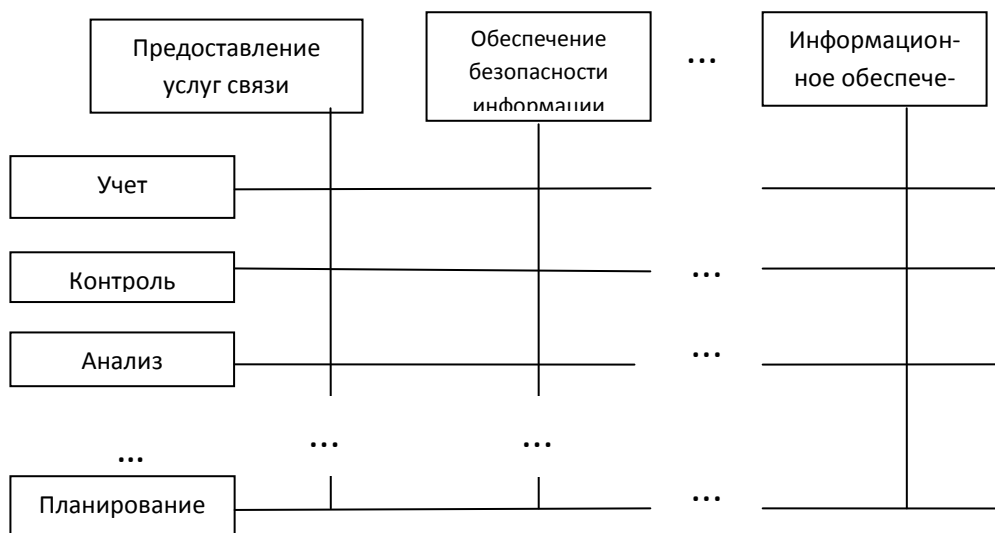 Предоставление
услуг связи
Обеспечение
безопасности
информации
...
Информацион-
ное обеспече-
Учет
Контроль
...
Анализ
...
...
...
...
Планирование
...